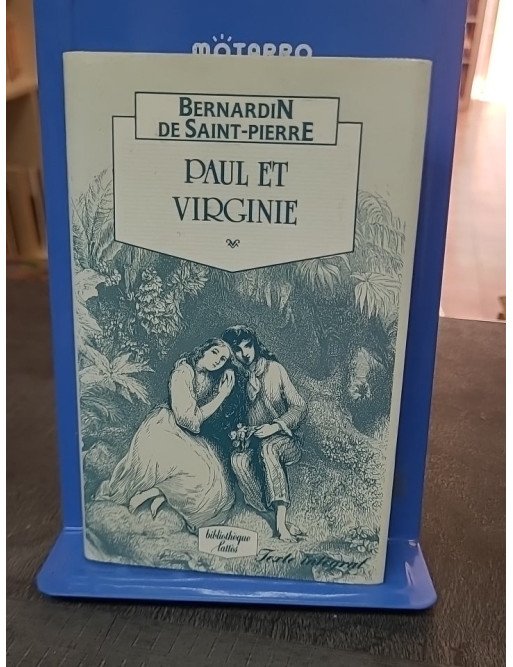 MOTARRO
BERNARDIN
DE SAINT-PIERRE
PAUL ET
VIRGINIE
bibliothèque
Lattès
Texte intégral